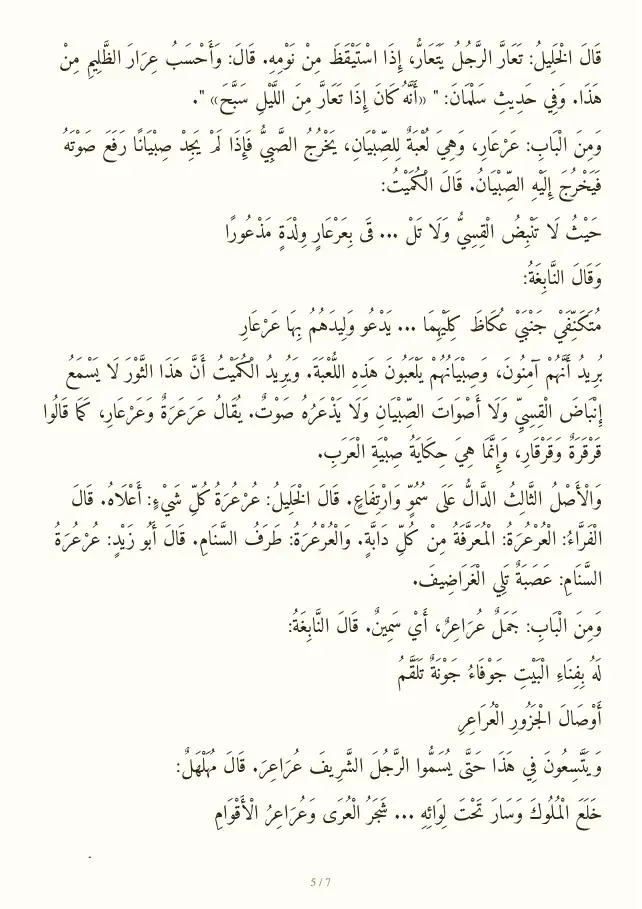 قَالَ الْخَلِيلُ: تَعَارَّ الرَّجُلُ يَتَعَارُّ، إِذَا اسْتَيْقَظَ مِنْ نَوْمِهِ. قَالَ: وَأَحْسَبُ عِرَارَ الظَّلِيمِ مِنْ
هَذَا. وَفِي حَدِيثِ سَلْمَانَ: " «أَنَّهُ كَانَ إِذَا تَعَارَّ مِنَ اللَّيْلِ سَبَّحَ» ".
وَمِنَ الْبَابِ: عَرْعَارِ، وَهِيَ لُعْبَةٌ لِلصِّبْيَانِ، يَخْرُجُ الصَّبِيُّ فَإِذَا لَمْ يَجِدْ صِبْيَانًا رَفَعَ صَوْتَهُ
فَيَخْرُجَ إِلَيْهِ الصِّبْيَانُ. قَالَ الْكُمَيْتُ:
حَيْثُ لَا تَنْبِضُ الْقِسِيُّ وَلَا تَلْ ... قَى بِعَرْعَارِ وِلْدَةٍ مَذْعُورًا
وَقَالَ النَّابِغَةُ:
مُتَكَنِّفَيْ جَنْبَيْ عُكَاظَ كِلَيْهِمَا ... يَدْعُو وَلِيدَهُمُ بِهَا عَرْعَارِ
يُرِيدُ أَنَّهُمْ آمِنُونَ، وَصِبْيَانُهُمْ يَلْعَبُونَ هَذِهِ اللُّعْبَةَ. وَيُرِيدُ الْكُمَيْتُ أَنَّ هَذَا الثَّوْرَ لَا يَسْمَعُ
إِنْبَاضَ الْقِسِيِّ وَلَا أَصْوَاتَ الصِّبْيَانِ وَلَا يَذْعَرُهُ صَوْتٌ. يُقَالُ عَرَعَرَةٌ وَعَرْعَارِ، كَمَا قَالُوا
قَرْقَرَةٌ وَقَرْقَارِ، وَإِنَّمَا هِيَ حِكَايَةُ صِبْيَةِ الْعَرَبِ.
وَالْأَصْلُ الثَّالِثُ الدَّالُّ عَلَى سُمُوٍّ وَارْتِفَاعٍ. قَالَ الْخَلِيلُ: عُرْعُرَةُ كُلِّ شَيْءٍ: أَعْلَاهُ. قَالَ
الْفَرَّاءُ: الْعُرْعُرَةُ: الْمُعَرَّفَةُ مِنْ كُلِّ دَابَّةٍ. وَالْعُرْعُرَةُ: طَرَفُ السَّنَامِ. قَالَ أَبُو زَيْدٍ: عُرْعُرَةُ
السَّنَامِ: عَصَبَةٌ تَلِي الْغَرَاضِيفَ.
وَمِنَ الْبَابِ: جَمَلٌ عُرَاعِرٌ، أَيْ سَمِينٌ. قَالَ النَّابِغَةُ:
لَهُ بِفِنَاءِ الْبَيْتِ جَوْفَاءُ جَوْنَةٌ تَلَقَّمُ
أَوْصَالَ الْجَزُورِ الْعُرَاعِرِ
وَيَتَّسِعُونَ فِي هَذَا حَتَّى يُسَمُّوا الرَّجُلَ الشَّرِيفَ عُرَاعِرَ. قَالَ مُهَلْهَلٌ:
خَلَعَ الْمُلُوكَ وَسَارَ تَحْتَ لِوَائِهِ ... شَجَرُ الْعُرَى وَعُرَاعِرُ الْأَقْوَامِ
5 / 7